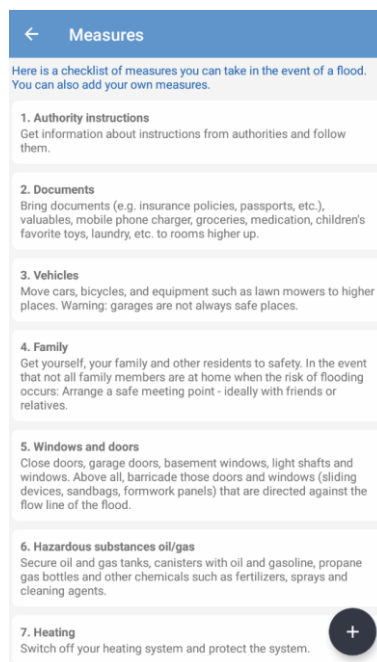 Measures
Here is a checklist of measures you can take in the event of a flood.
You can also add your own measures.
1. Authority instructions
Get information about instructions from authorities and follow
them.
2. Documents
Bring documents (e.g. insurance policies, passports, etc.),
valuables, mobile phone charger, groceries, medication, children's
favorite toys, laundry, etc. to rooms higher up.
3. Vehicles
Move cars, bicycles, and equipment such as lawn mowers to higher
places. Warning: garages are not always safe places.
4. Family
Get yourself, your family and other residents to safety. In the event
that not all family members are at home when the risk of flooding
occurs: Arrange a safe meeting point - ideally with friends or
relatives.
5. Windows and doors
Close doors, garage doors, basement windows, light shafts and
windows. Above all, barricade those doors and windows (sliding
devices, sandbags, formwork panels) that are directed against the
flow line of the flood.
6. Hazardous substances oil/gas
Secure oil and gas tanks, canisters with oil and gasoline, propane
gas bottles and other chemicals such as fertilizers, sprays and
cleaning agents.
7. Heating
Switch off your heating system and protect the system.